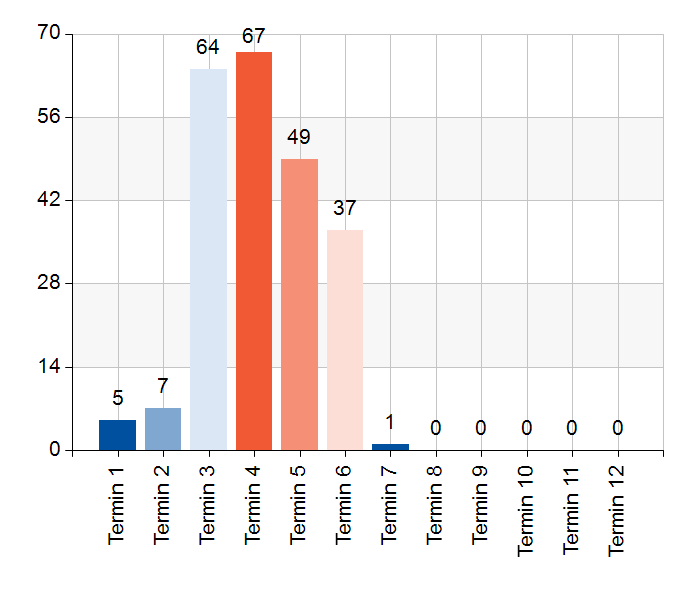 70
56
42
28
14
0
5
7
64
67
49
37
1
0
0
0
0
0
Termin 1
Termin 2
Termin 3
Termin 4
Termin 5
Termin 6
Termin 7
Termin 8
Termin 9
Termin 10
Termin 11
Termin 12